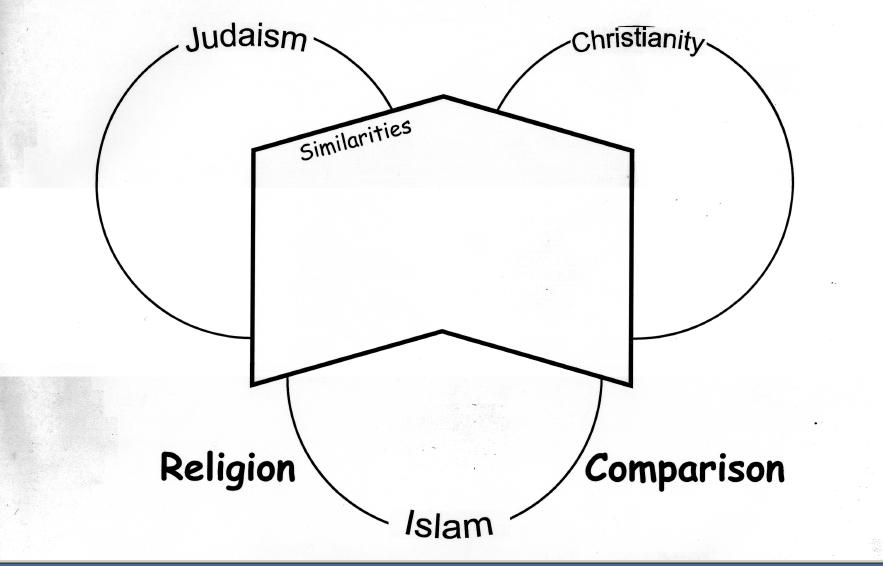 Judaism
Christianity
Similarities
Religion
Comparison
Islam